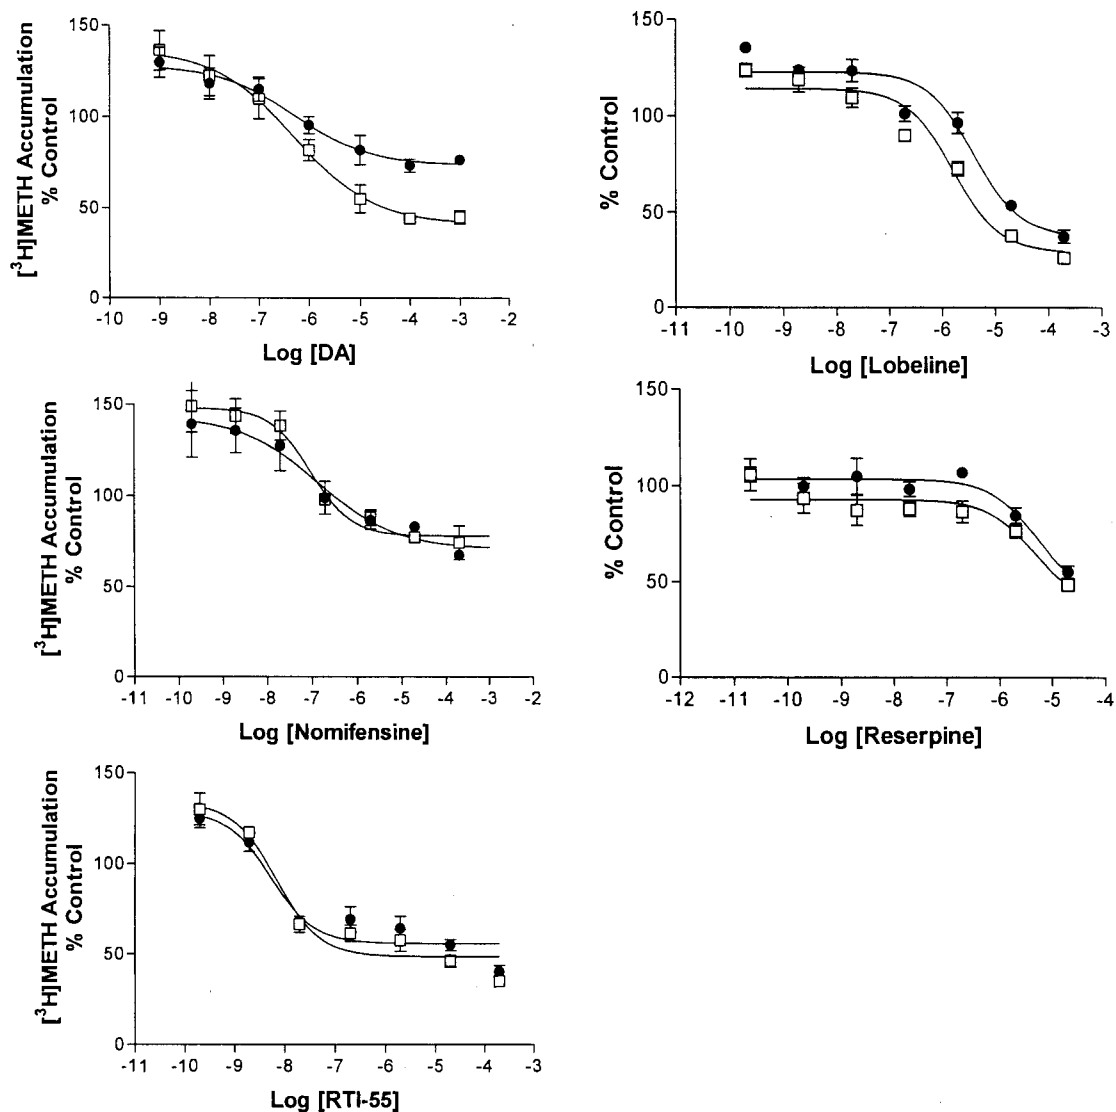 150
100
50
0
[³H]METH Accumulation
% Control
-10 -9 -8 -7 -6 -5 -4 -3 -2
Log [DA]
150
100
50
0
% Control
-11 -10 -9 -8 -7 -6 -5 -4 -3
Log [Lobeline]
150
100
50
0
[³H]METH Accumulation
% Control
-11 -10 -9 -8 -7 -6 -5 -4 -3 -2
Log [Nomifensine]
150
100
50
0
% Control
-12 -11 -10 -9 -8 -7 -6 -5 -4
Log [Reserpine]
150
100
50
0
[³H]METH Accumulation
% Control
-11 -10 -9 -8 -7 -6 -5 -4 -3
Log [RTI-55]